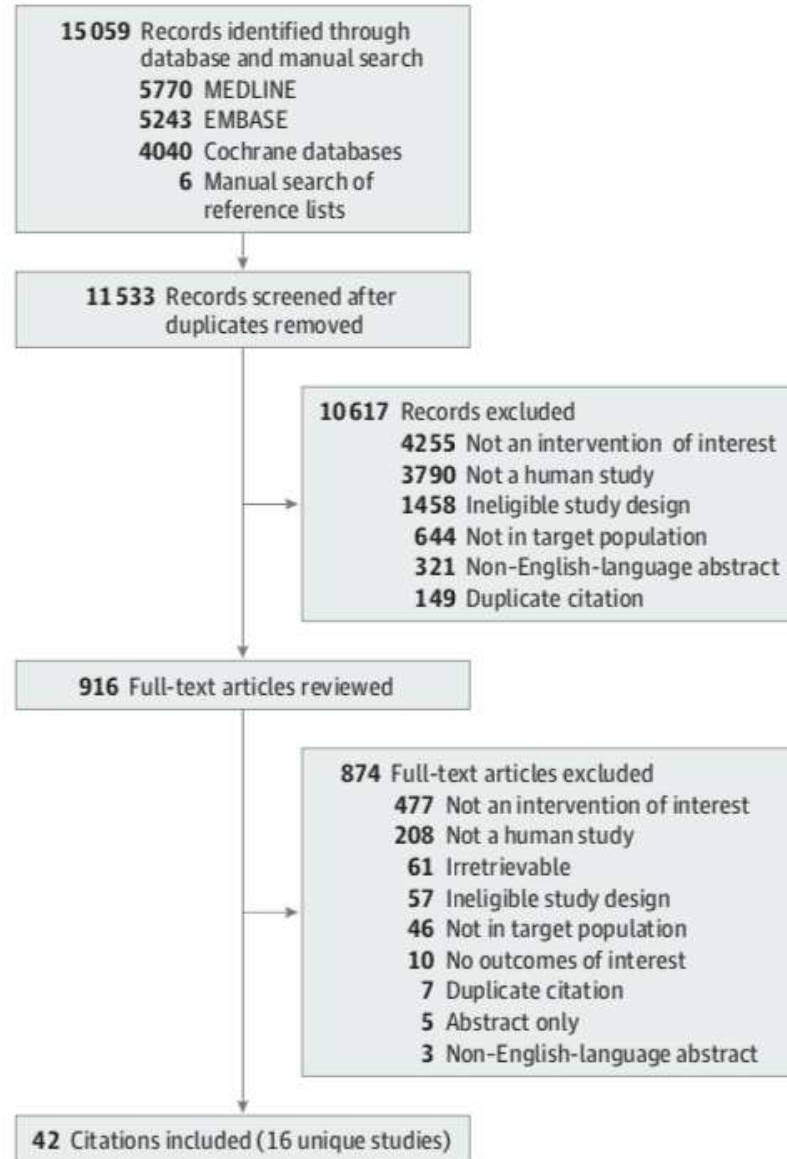 15 059 Records identified through
database and manual search
5770 MEDLINE
5243 EMBASE
4040 Cochrane databases
6 Manual search of
reference lists
11 533 Records screened after
duplicates removed
10 617 Records excluded
4255 Not an intervention of interest
3790 Not a human study
1458 Ineligible study design
644 Not in target population
321 Non-English-language abstract
149 Duplicate citation
916 Full-text articles reviewed
874 Full-text articles excluded
477 Not an intervention of interest
208 Not a human study
61 Irretrievable
57 Ineligible study design
46 Not in target population
10 No outcomes of interest
7 Duplicate citation
5 Abstract only
3 Non-English-language abstract
42 Citations included (16 unique studies)